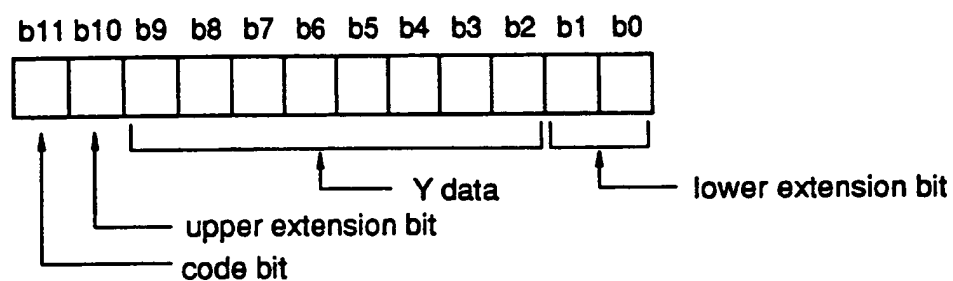 b11 b10 b9 b8 b7 b6 b5 b4 b3 b2 b1 b0
Y data
lower extension bit
upper extension bit
code bit